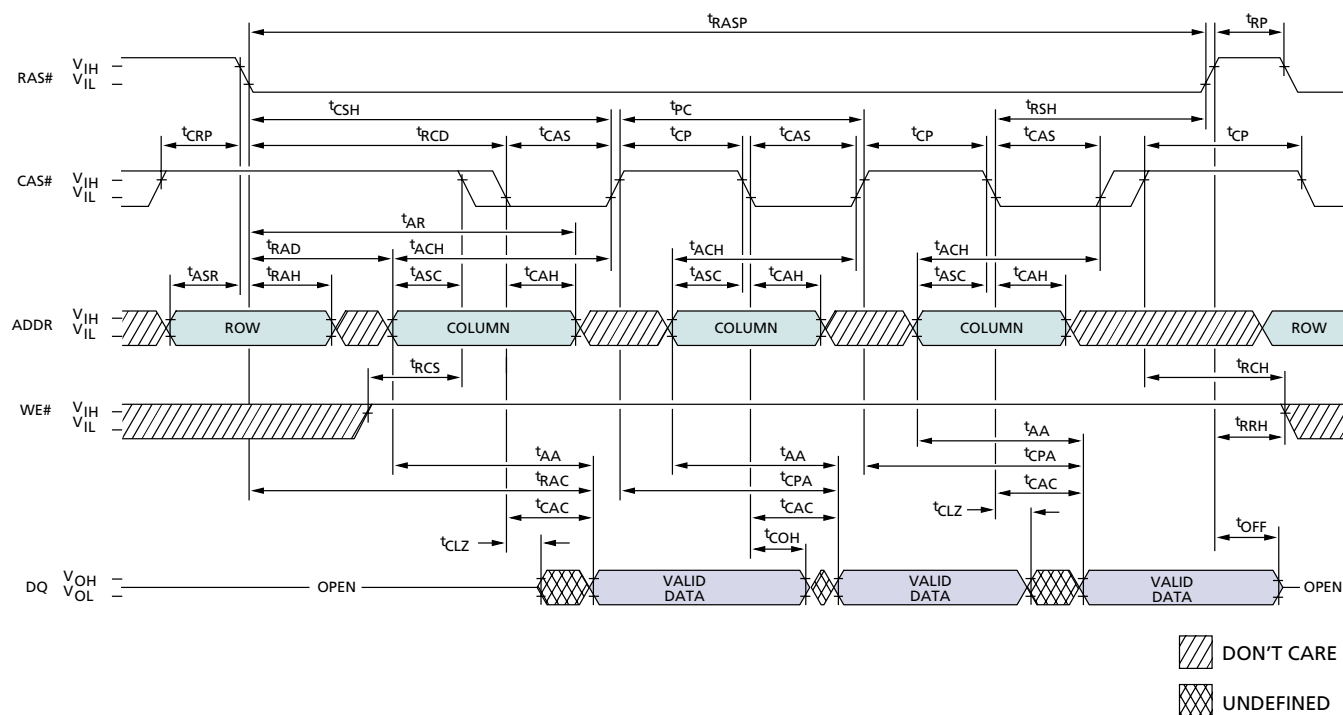 tRASP tRP
RAS# VIH
VIL
tCSH tPC tRSH
tCRP tRCD tCAS tCP tCAS tCP tCAS tCP
CAS# VIH
VIL
tAR
tRAD tACH tACH tACH
tASR tRAH tASC tCAH tASC tCAH tASC tCAH
ADDR VIH
VIL
ROW COLUMN COLUMN COLUMN ROW
tRCS tRCH
WE# VIH
VIL
tRRH
tAA tAA tAA
tRAC tCPA tCPA
tCAC tCAC tCAC
tCLZ tCOH tCLZ tOFF
DQ VOH
VOL
OPEN VALID DATA VALID DATA VALID DATA OPEN
DON'T CARE
UNDEFINED